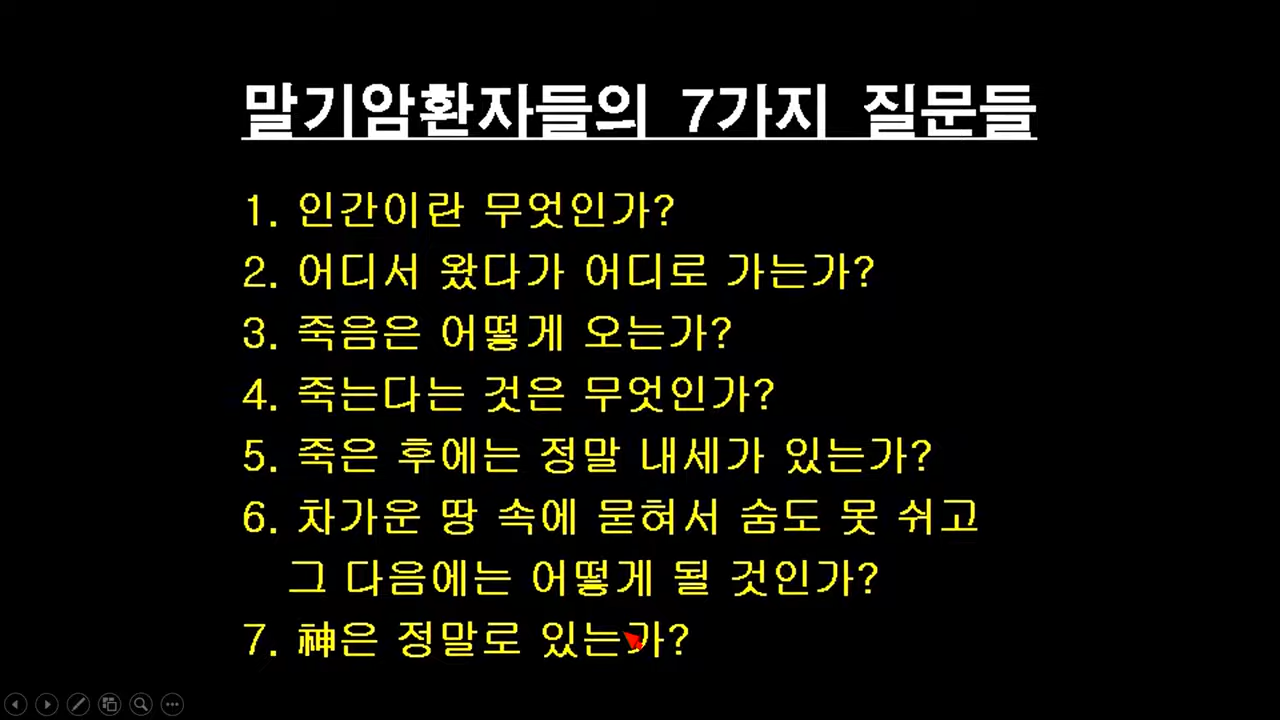 말기암환자들의 7가지 질문들
1. 인간이란 무엇인가?
2. 어디서 왔다가 어디로 가는가?
3. 죽음은 어떻게 오는가?
4. 죽는다는 것은 무엇인가?
5. 죽은 후에는 정말 내세가 있는가?
6. 차가운 땅 속에 묻혀서 숨도 못 쉬고
그 다음에는 어떻게 될 것인가?
7. 神은 정말로 있는가?